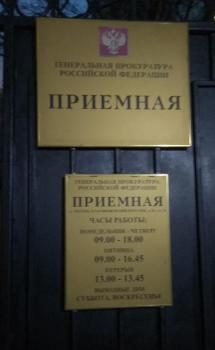 ГЕНЕРАЛЬНАЯ ПРОКУРАТУРА
РОССИЙСКОЙ ФЕДЕРАЦИИ
ПРИЕМНАЯ
ГЕНЕРАЛЬНАЯ ПРОКУРАТУРА
РОССИЙСКОЙ ФЕДЕРАЦИИ
ПРИЕМНАЯ
ЧАСЫ РАБОТЫ:
ПОНЕДЕЛЬНИК - ЧЕТВЕРГ
09.00 - 18.00
ПЯТНИЦА
09.00 - 16.45
ПЕРЕРЫВ
13.00 - 13.45
ВЫХОДНЫЕ ДНИ
СУББОТА, ВОСКРЕСЕНЬЕ